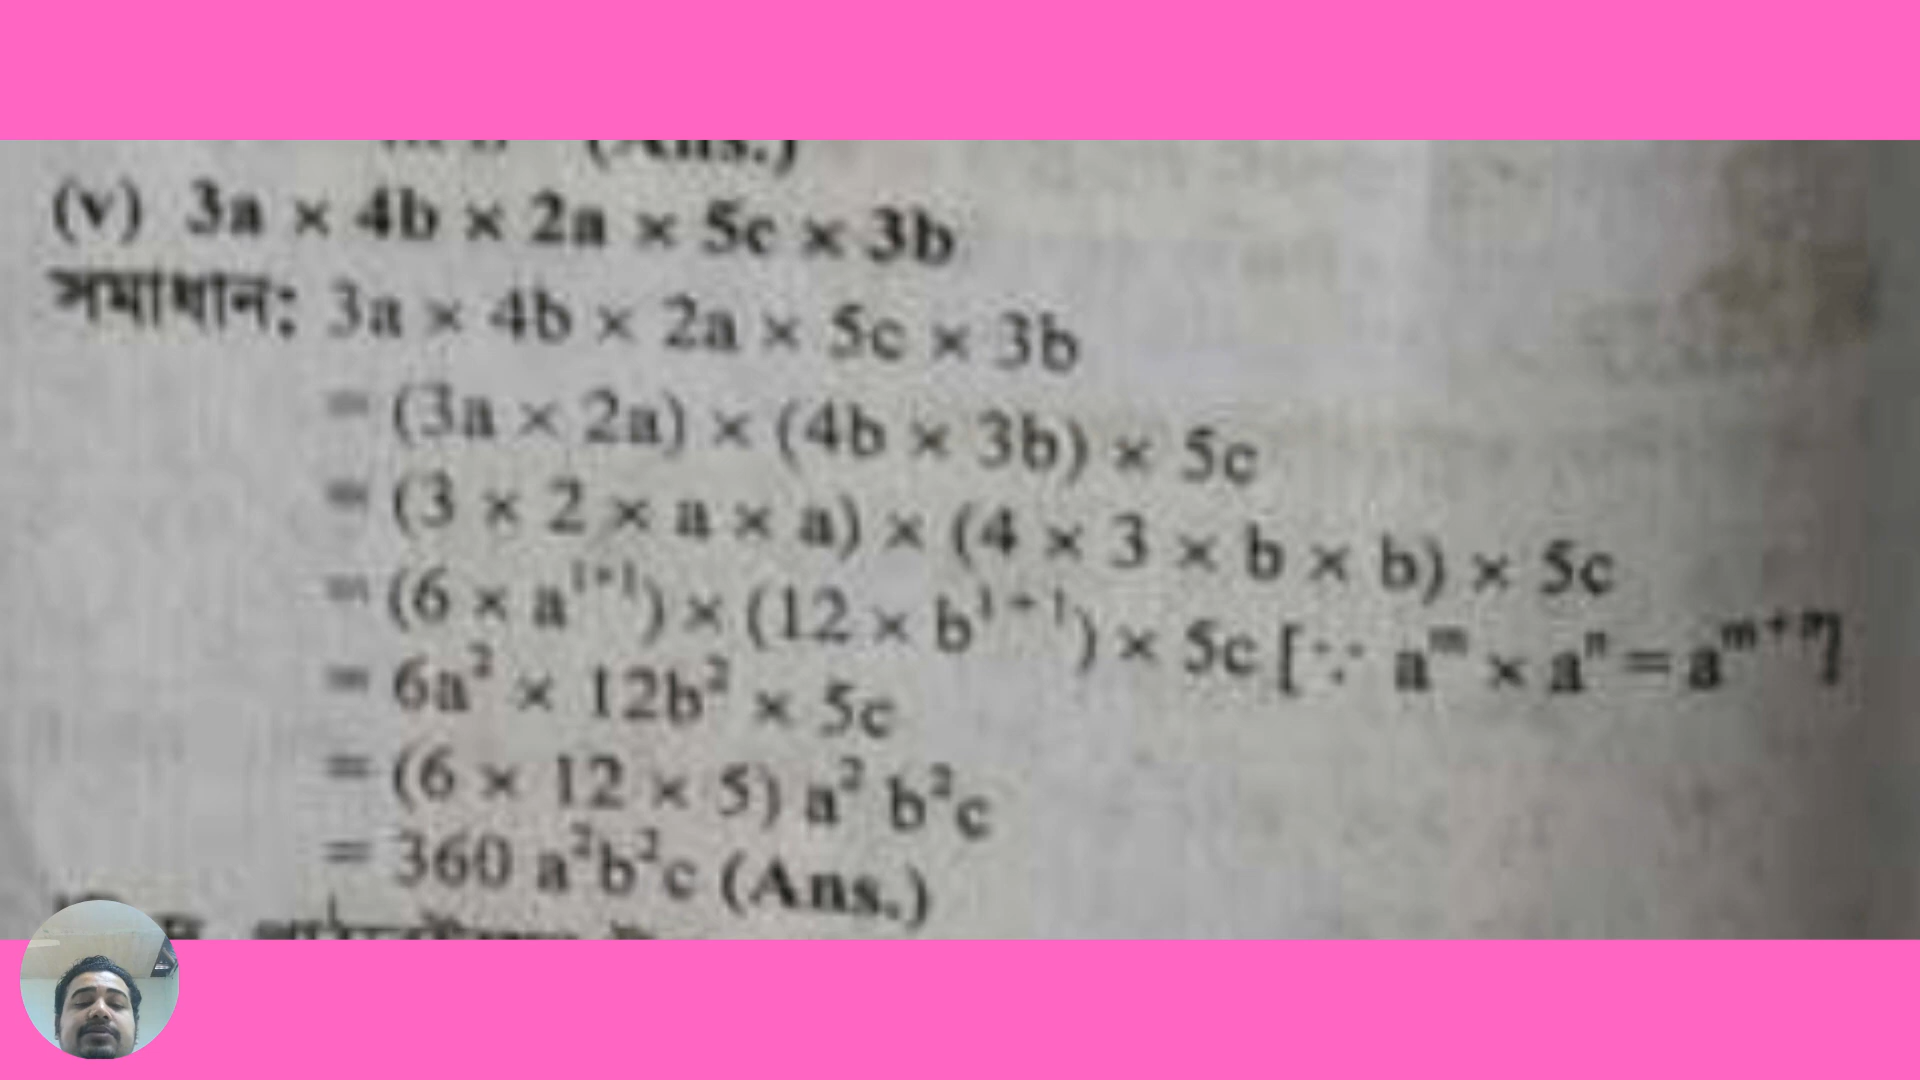 (Ans.)
(v) 3a × 4b × 2a × 5c × 3b
সমাধান: 3a × 4b × 2a × 5c × 3b
= (3a × 2a) × (4b × 3b) × 5c
= (3 × 2 × a × a) × (4 × 3 × b × b) × 5c
= (6 × a¹⁺¹) × (12 × b¹⁺¹) × 5c [∵ aᵐ × aⁿ = aᵐ⁺ⁿ]
= 6a² × 12b² × 5c
= (6 × 12 × 5) a² b²c
= 360 a²b²c (Ans.)